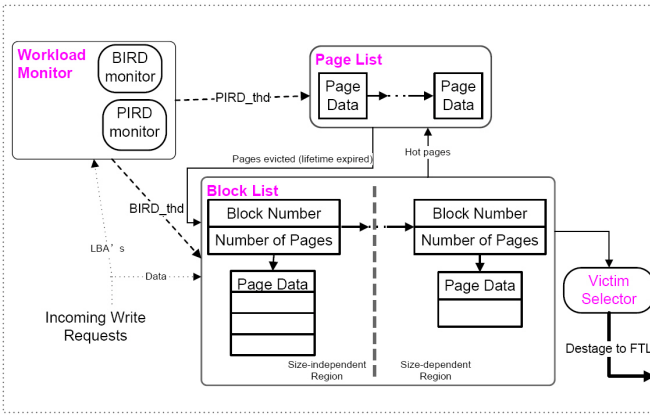 Workload
Monitor
BIRD
monitor
PIRD
monitor
PIRD_thd
Page List
Page
Data
Page
Data
Pages evicted (lifetime expired)
Hot pages
BIRD_thd
LBA's
Data
Incoming Write
Requests
Block List
Block Number
Number of Pages
Page Data
Block Number
Number of Pages
Page Data
Size-independent
Region
Size-dependent
Region
Victim
Selector
Destage to FTL